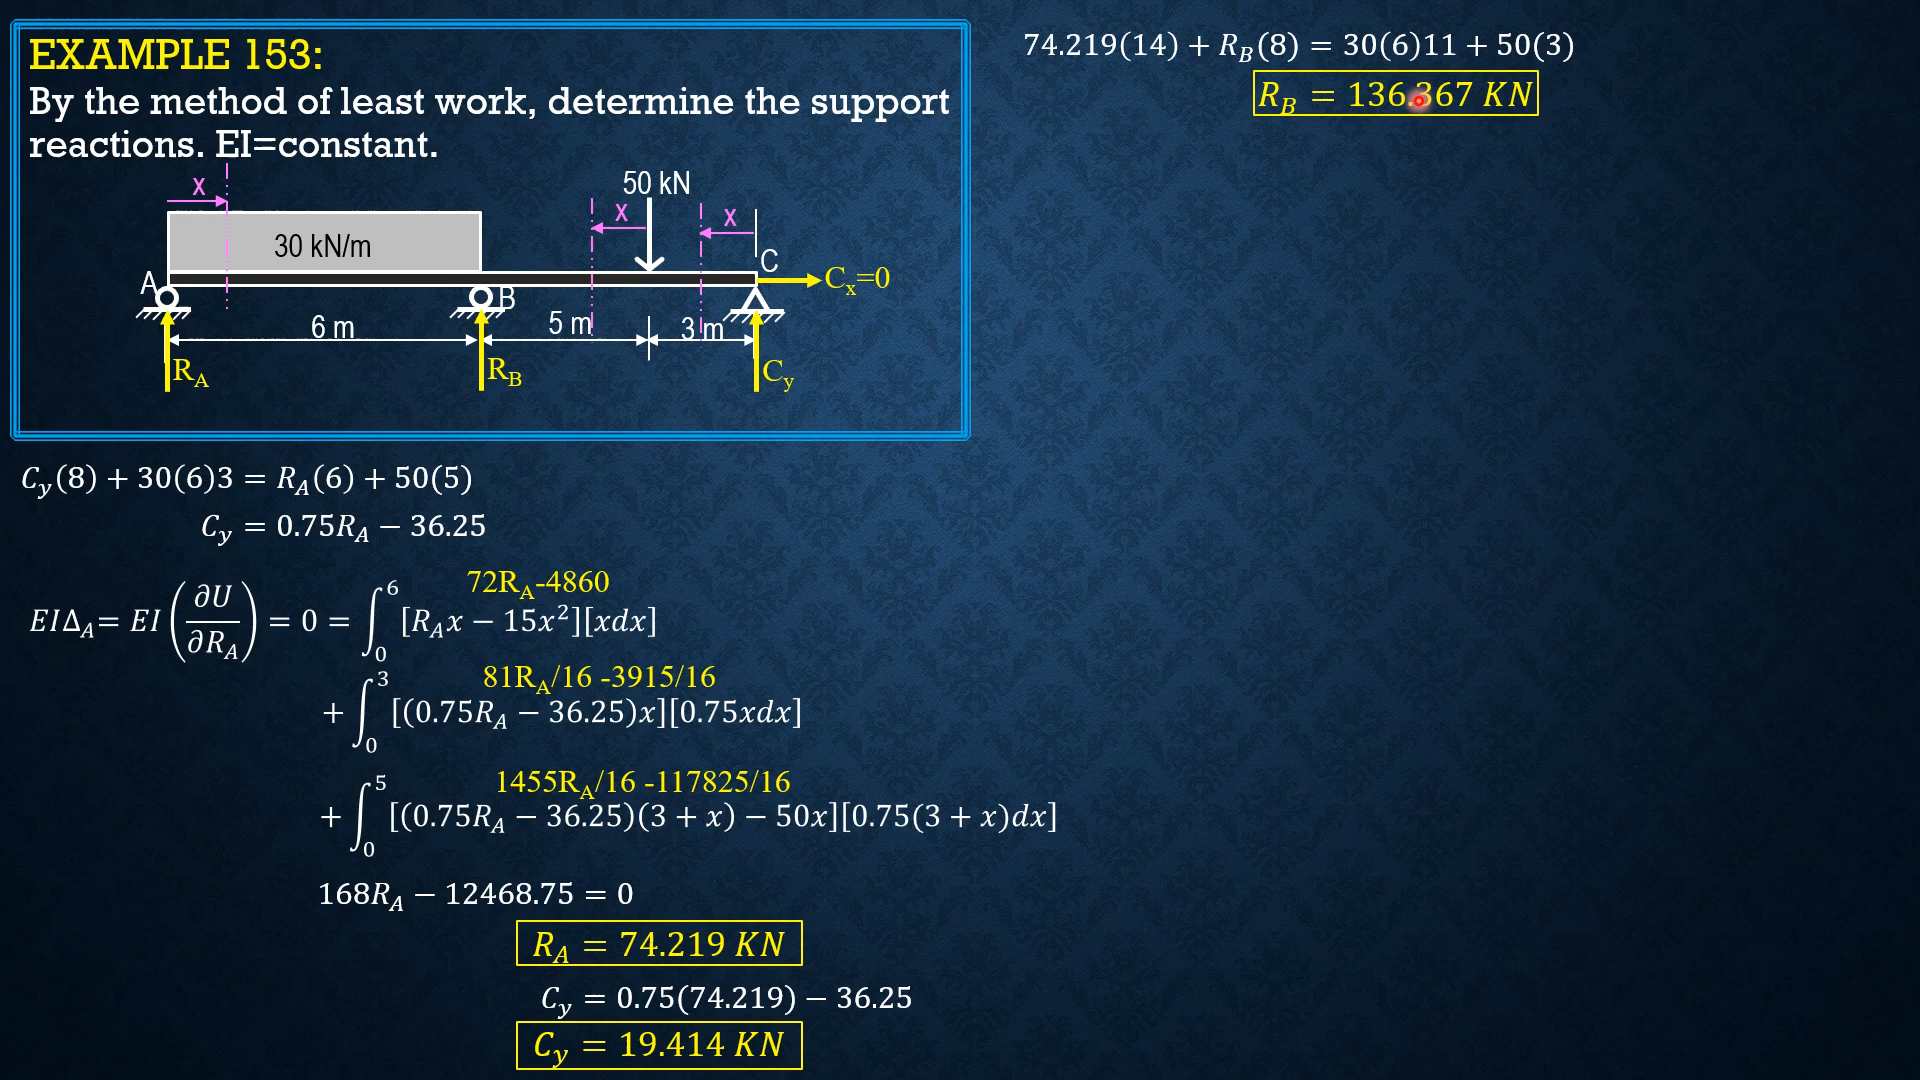 EXAMPLE 153:
By the method of least work, determine the support
reactions. EI=constant.
x
50 kN
x
x
30 kN/m
A
B
C
Cₓ=0
6 m
5 m
3 m
R_A
R_B
C_y
C_y(8) + 30(6)3 = R_A(6) + 50(5)
C_y = 0.75R_A − 36.25
72R_A-4860
EIΔ_A= EI (∂U/∂R_A) = 0 = ∫₀⁶ [R_A x − 15x²][xdx]
81R_A/16 -3915/16
+ ∫₀³ [(0.75R_A − 36.25)x][0.75xdx]
1455R_A/16 -117825/16
+ ∫₀⁵ [(0.75R_A − 36.25)(3 + x) − 50x][0.75(3 + x)dx]
168R_A − 12468.75 = 0
R_A = 74.219 KN
C_y = 0.75(74.219) − 36.25
C_y = 19.414 KN
74.219(14) + R_B(8) = 30(6)11 + 50(3)
R_B = 136.367 KN